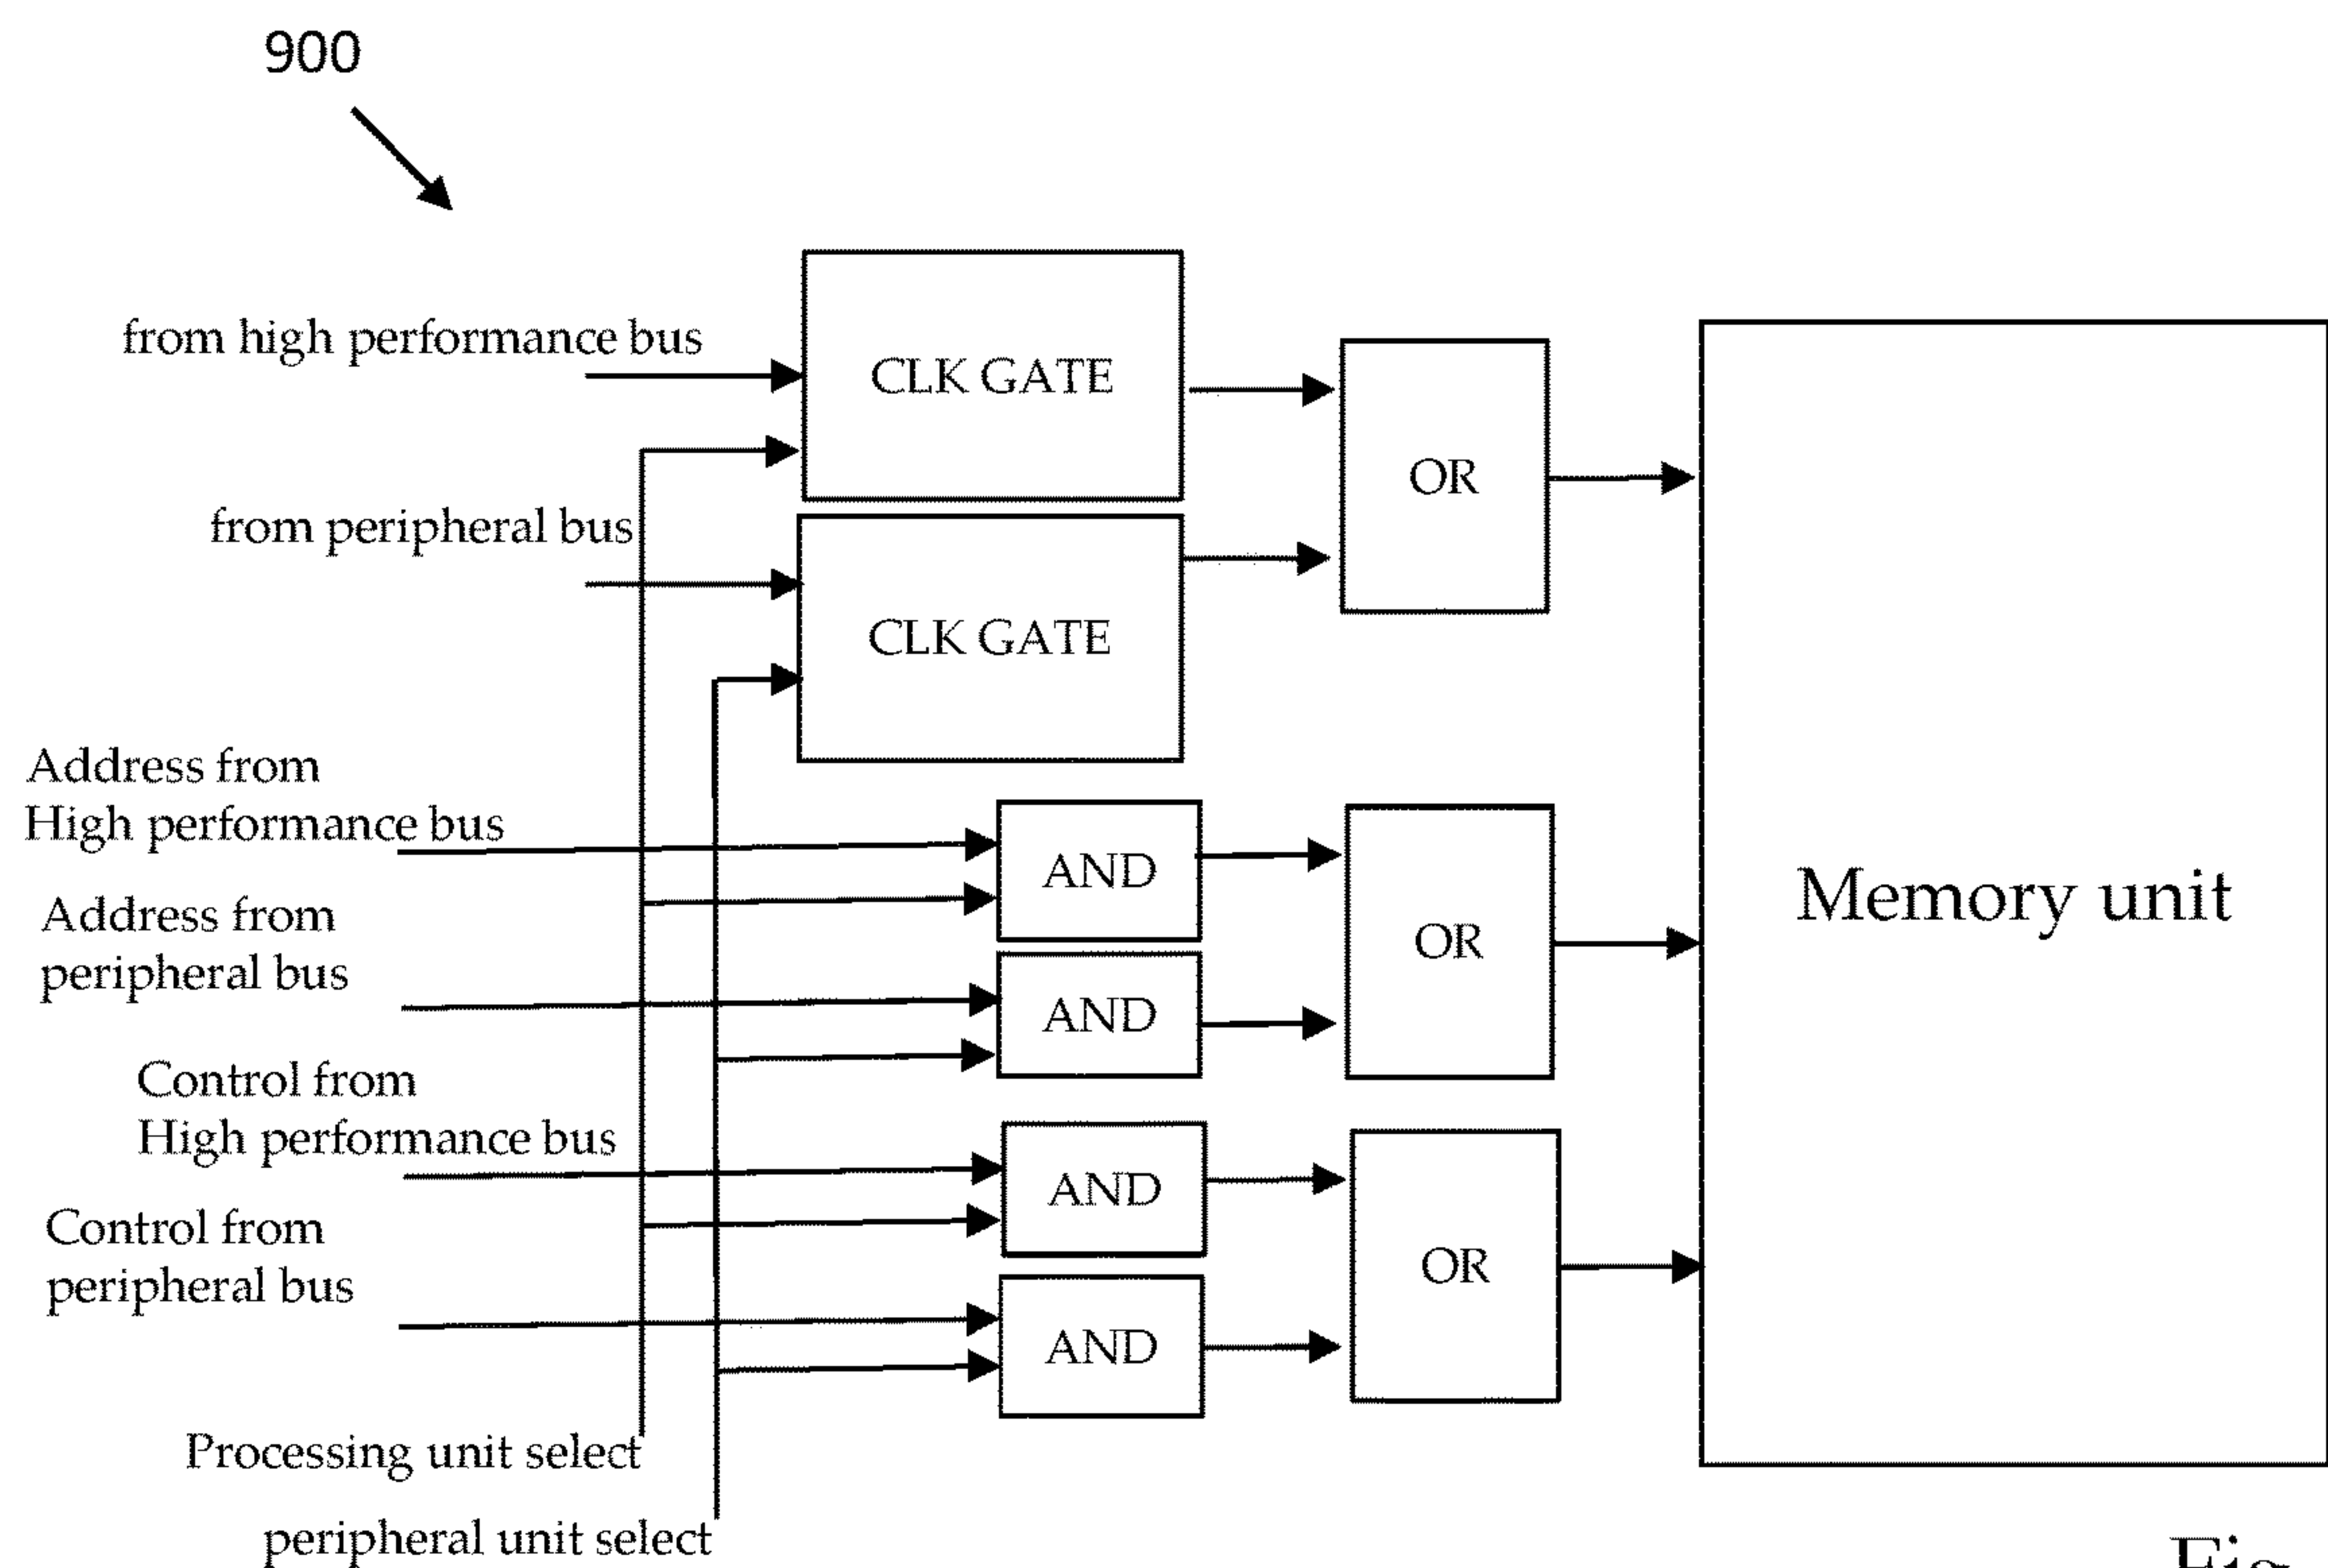 900
from high performance bus
CLK GATE
OR
from peripheral bus
CLK GATE
Address from
High performance bus
AND
OR
Memory unit
Address from
peripheral bus
AND
Control from
High performance bus
AND
OR
Control from
peripheral bus
AND
Processing unit select
peripheral unit select
Fig